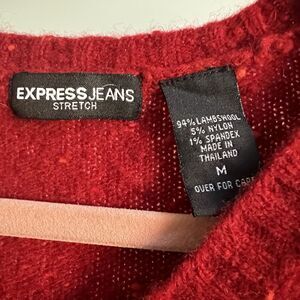 EXPRESS JEANS
STRETCH
94% LAMBSWOOL
5% NYLON
1% SPANDEX
MADE IN
THAILAND
M
OVER FOR CARE